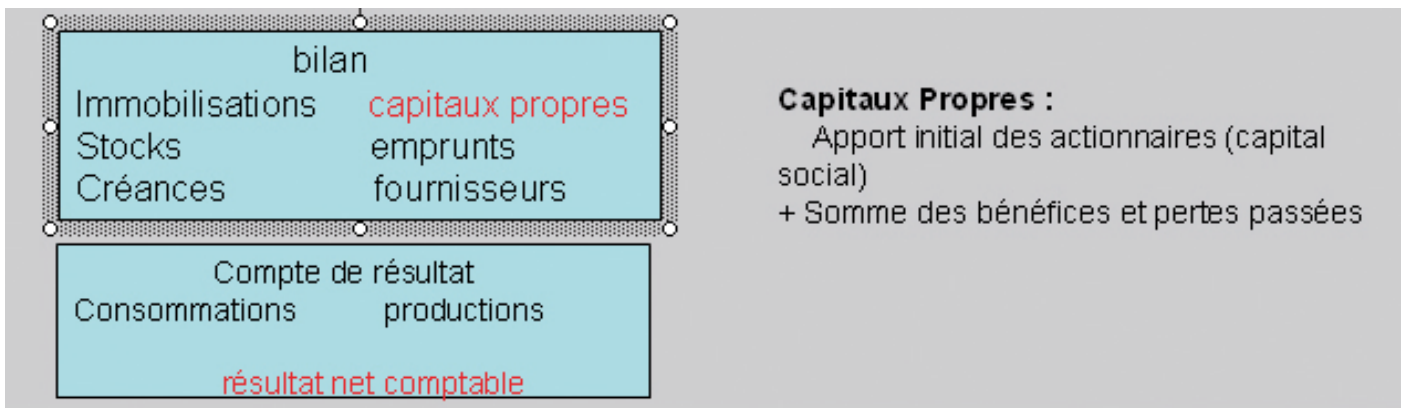 bilan
Immobilisations capitaux propres
Stocks emprunts
Créances fournisseurs
Compte de résultat
Consommations productions
résultat net comptable
Capitaux Propres :
Apport initial des actionnaires (capital
social)
+ Somme des bénéfices et pertes passées